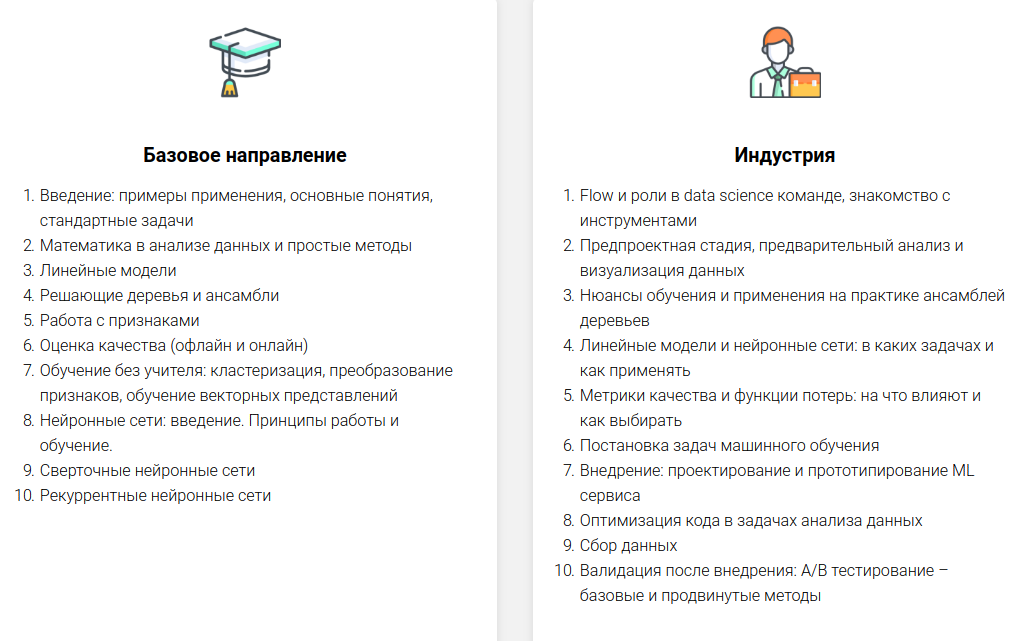 Базовое направление
1. Введение: примеры применения, основные понятия,
стандартные задачи
2. Математика в анализе данных и простые методы
3. Линейные модели
4. Решающие деревья и ансамбли
5. Работа с признаками
6. Оценка качества (офлайн и онлайн)
7. Обучение без учителя: кластеризация, преобразование
признаков, обучение векторных представлений
8. Нейронные сети: введение. Принципы работы и
обучение.
9. Сверточные нейронные сети
10. Рекуррентные нейронные сети
Индустрия
1. Flow и роли в data science команде, знакомство с
инструментами
2. Предпроектная стадия, предварительный анализ и
визуализация данных
3. Нюансы обучения и применения на практике ансамблей
деревьев
4. Линейные модели и нейронные сети: в каких задачах и
как применять
5. Метрики качества и функции потерь: на что влияют и
как выбирать
6. Постановка задач машинного обучения
7. Внедрение: проектирование и прототипирование ML
сервиса
8. Оптимизация кода в задачах анализа данных
9. Сбор данных
10. Валидация после внедрения: A/B тестирование –
базовые и продвинутые методы